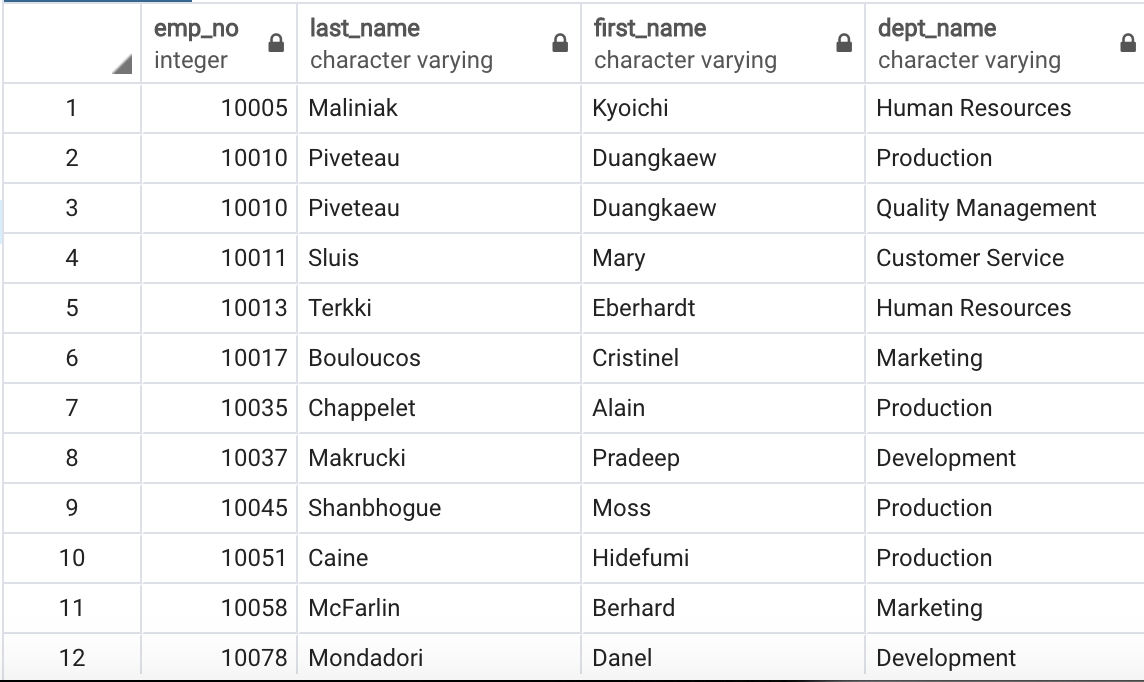 emp_no last_name first_name dept_name
integer character varying character varying character varying
1 10005 Maliniak Kyoichi Human Resources
2 10010 Piveteau Duangkaew Production
3 10010 Piveteau Duangkaew Quality Management
4 10011 Sluis Mary Customer Service
5 10013 Terkki Eberhardt Human Resources
6 10017 Bouloucos Cristinel Marketing
7 10035 Chappelet Alain Production
8 10037 Makrucki Pradeep Development
9 10045 Shanbhogue Moss Production
10 10051 Caine Hidefumi Production
11 10058 McFarlin Berhard Marketing
12 10078 Mondadori Danel Development